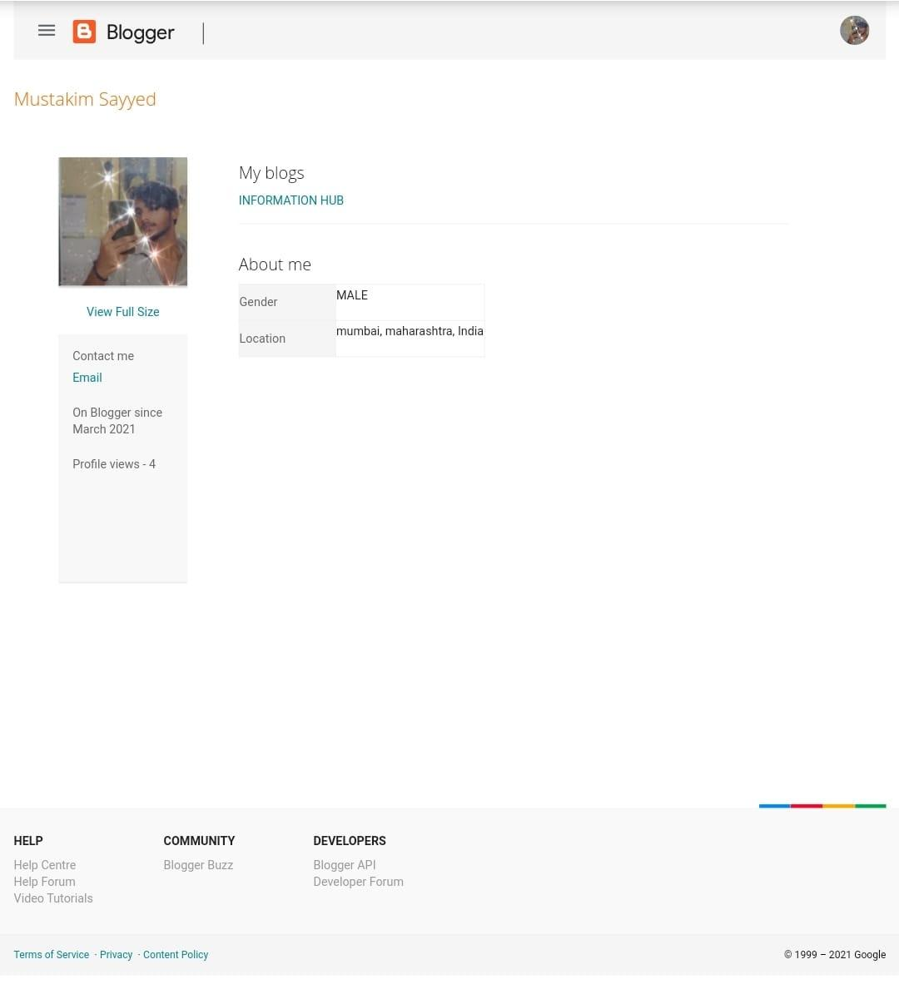 Blogger
Mustakim Sayyed
My blogs
INFORMATION HUB
About me
Gender MALE
Location mumbai, maharashtra, India
View Full Size
Contact me
Email
On Blogger since
March 2021
Profile views - 4
HELP
Help Centre
Help Forum
Video Tutorials
COMMUNITY
Blogger Buzz
DEVELOPERS
Blogger API
Developer Forum
Terms of Service · Privacy · Content Policy
© 1999 – 2021 Google